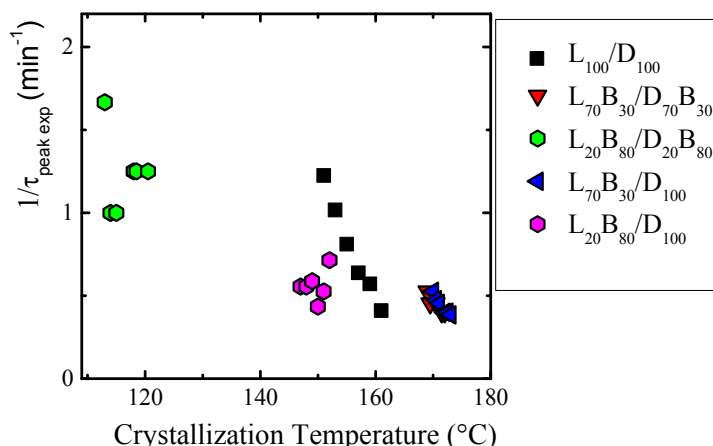 2
1
0
1/τpeak exp (min-1)
120 140 160 180
Crystallization Temperature (°C)
L100/D100
L70B30/D70B30
L20B80/D20B80
L70B30/D100
L20B80/D100